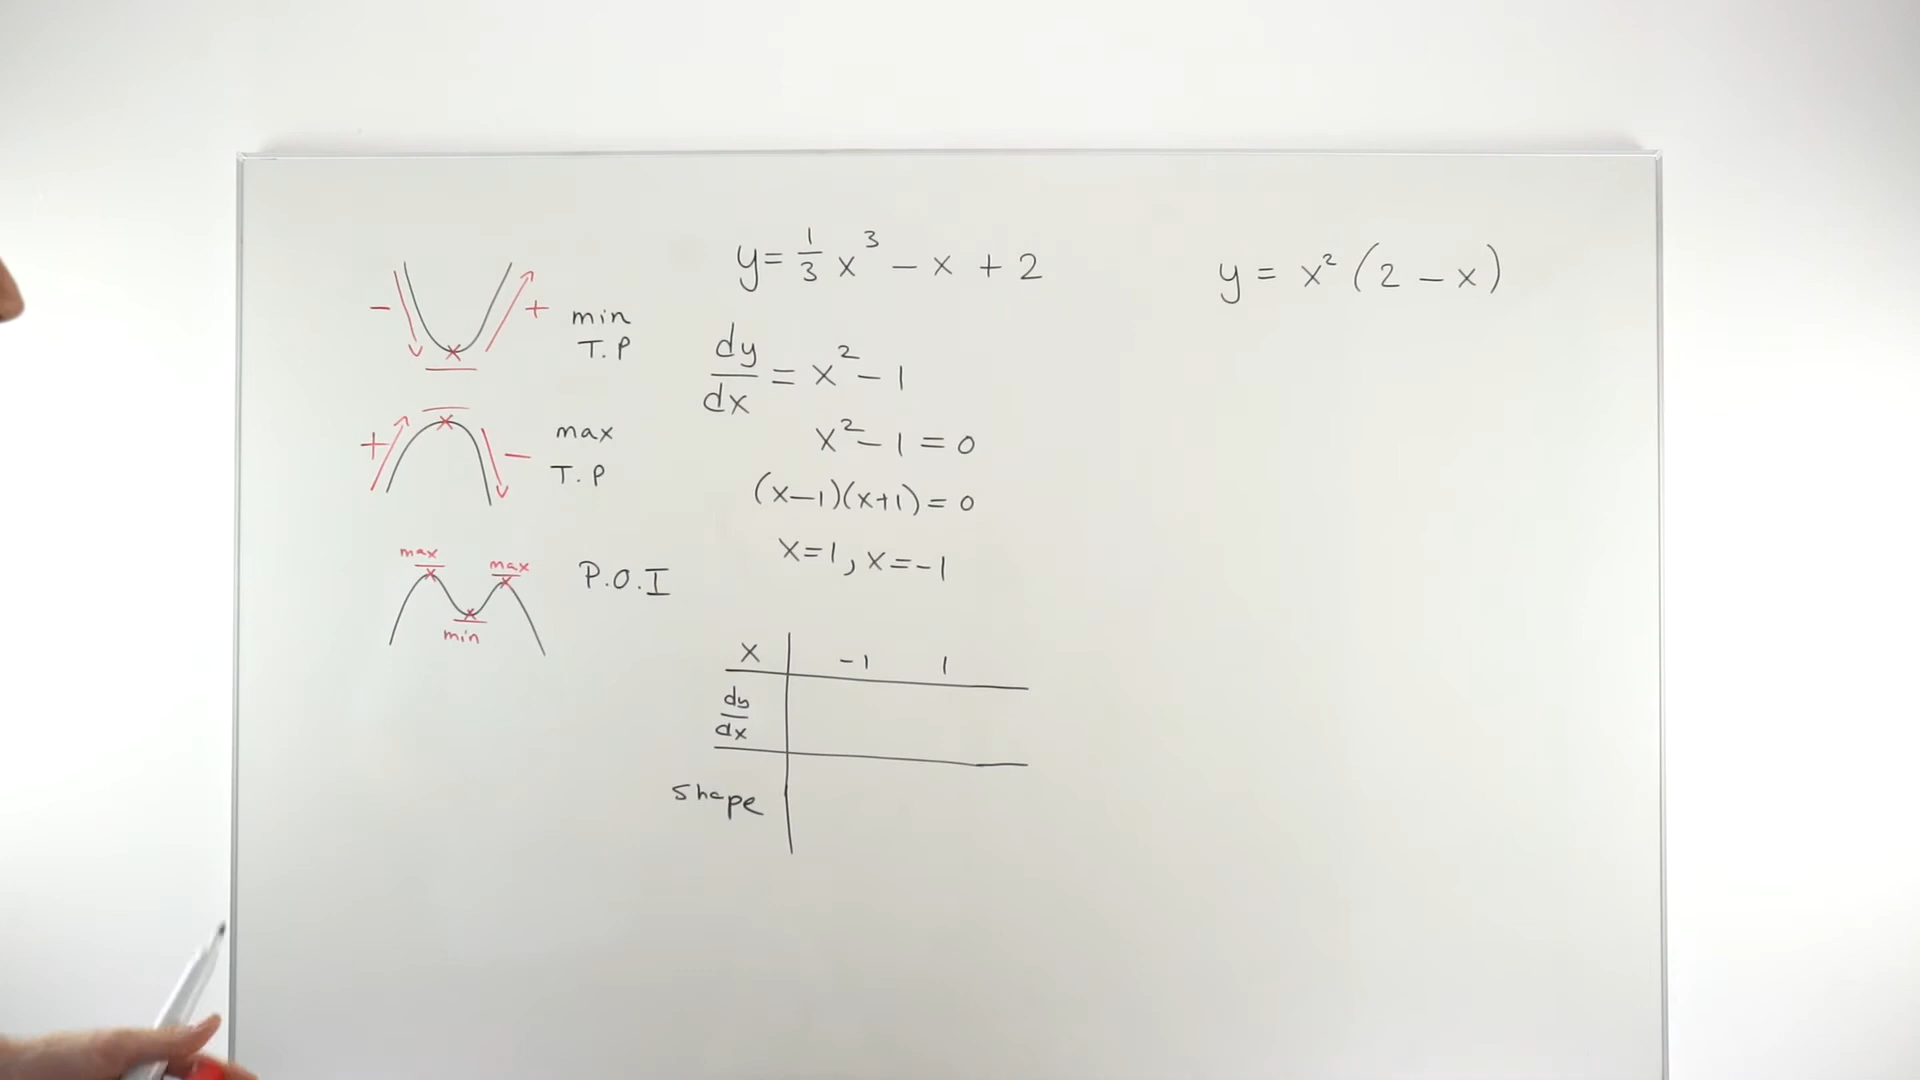 − + min
T.P
+ − max
T.P
max max P.O.I
min
y = 1/3 x³ − x + 2
dy/dx = x² − 1
x² − 1 = 0
(x−1)(x+1) = 0
x=1, x=−1
x −1 1
dy/dx
shape
y = x² (2 − x)